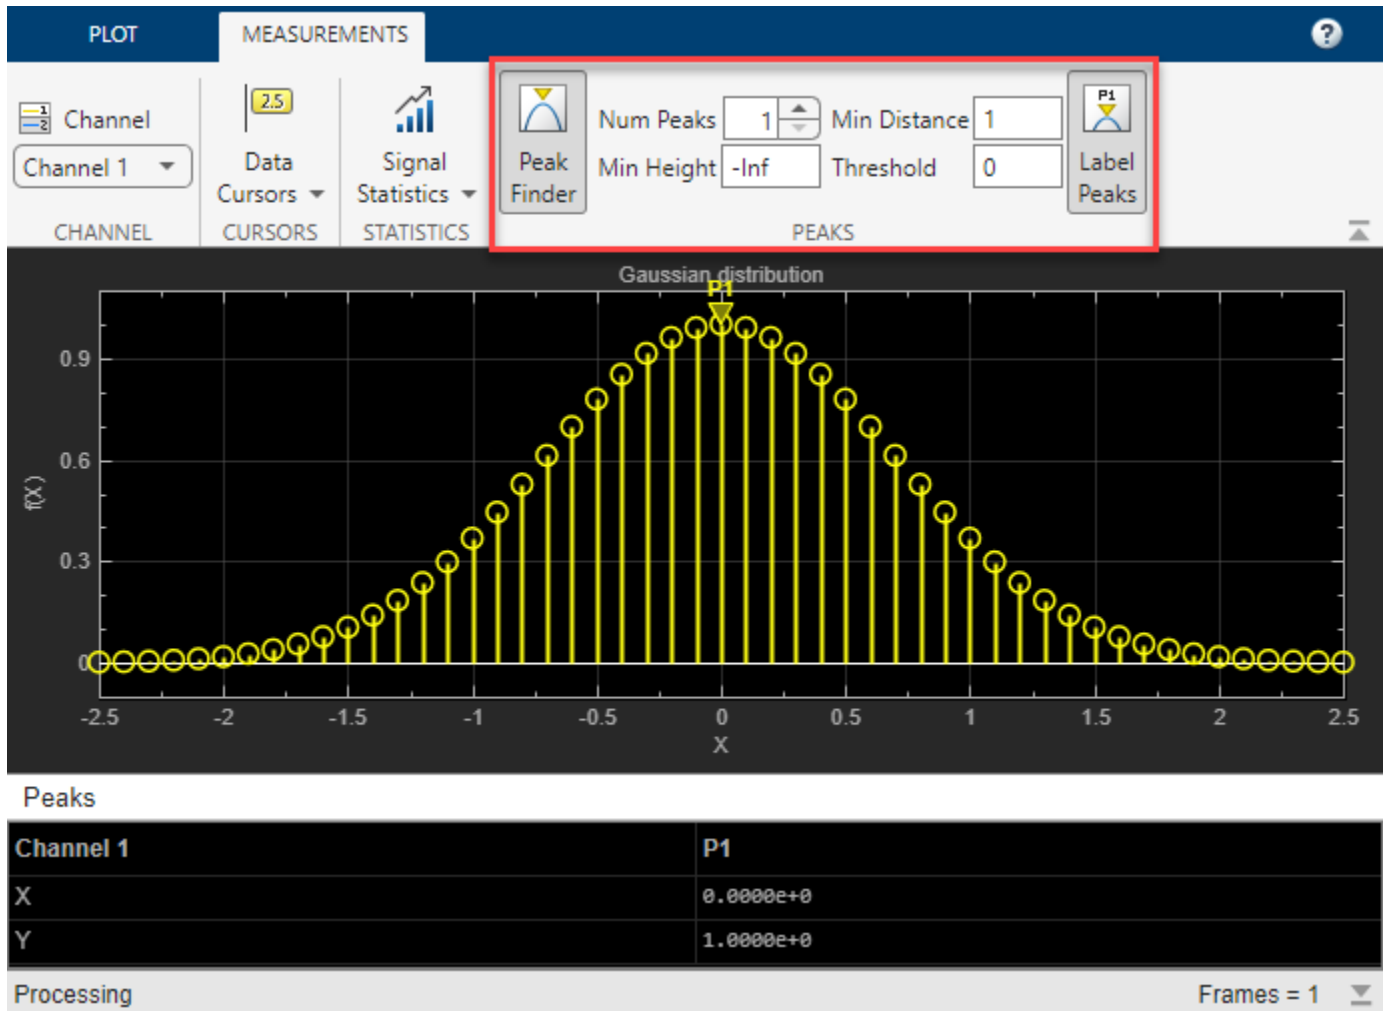 PLOT MEASUREMENTS ?
2.5 P1
Channel Num Peaks 1 Min Distance 1
Channel 1 Data Signal Peak Min Height -Inf Threshold 0 Label
Cursors Statistics Finder Peaks
CHANNEL CURSORS STATISTICS PEAKS
Gaussian distribution
P1
0.9
0.6
f(X)
0.3
0
-2.5 -2 -1.5 -1 -0.5 0 0.5 1 1.5 2 2.5
X
Peaks
Channel 1 P1
X 0.0000e+0
Y 1.0000e+0
Processing Frames = 1